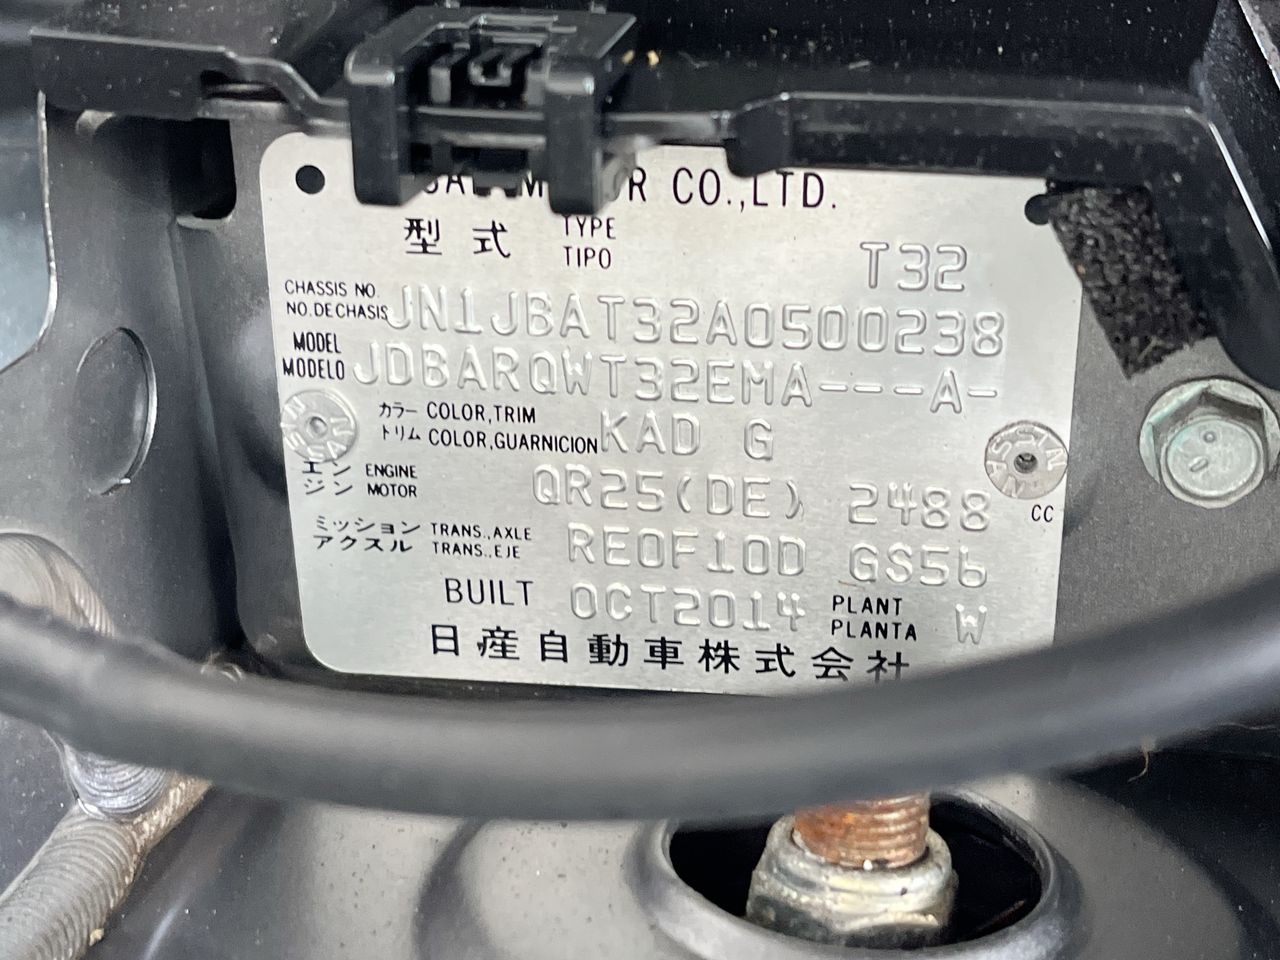 CO.,LTD.
型式 TYPE
TIPO
T32
CHASSIS NO.
NO.DE CHASIS JN1JBAT32A0500238
MODEL
MODELO JDBARQWT32EMA---A-
カラー COLOR,TRIM
トリム COLOR,GUARNICION KAD G
エン ENGINE
ジン MOTOR
QR25(DE) 2488 CC
ミッション TRANS.,AXLE
アクスル TRANS.,EJE
RE0F10D GS56
BUILT OCT2014 PLANT
PLANTA W
日産自動車株式会社